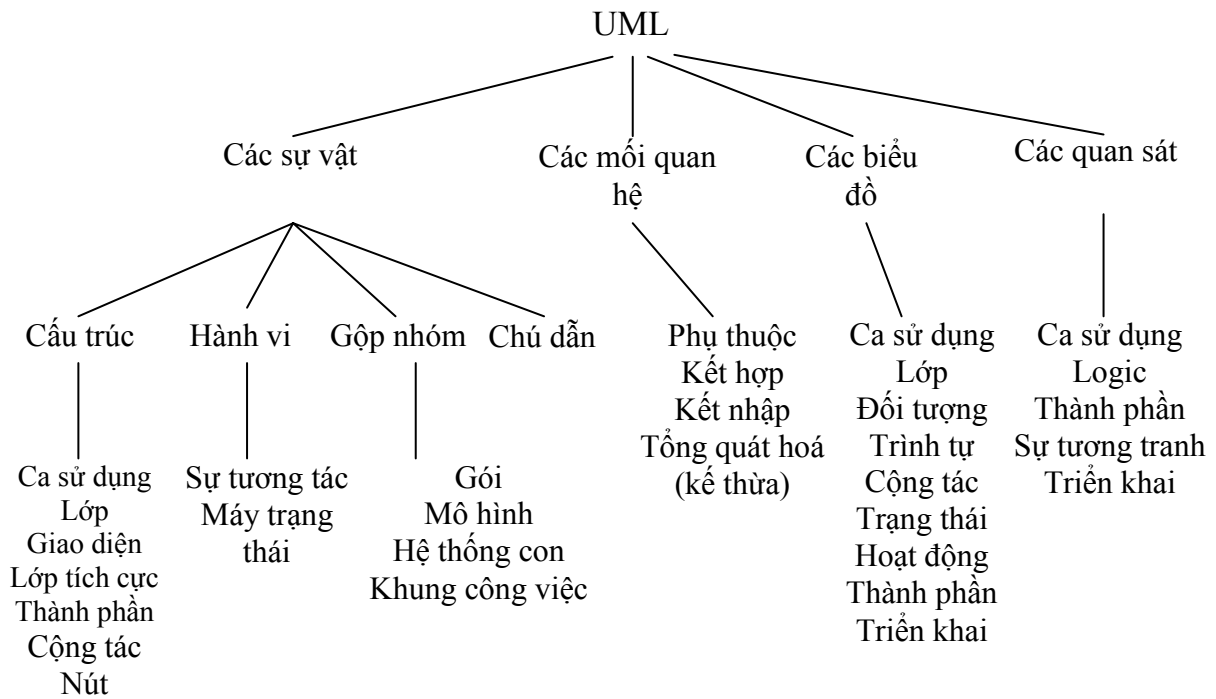 UML
Các sự vật
Các mối quan
hệ
Các biểu
đồ
Các quan sát
Cấu trúc
Hành vi
Gộp nhóm
Chú dẫn
Ca sử dụng
Lớp
Giao diện
Lớp tích cực
Thành phần
Cộng tác
Nút
Sự tương tác
Máy trạng
thái
Gói
Mô hình
Hệ thống con
Khung công việc
Phụ thuộc
Kết hợp
Kết nhập
Tổng quát hoá
(kế thừa)
Ca sử dụng
Lớp
Đối tượng
Trình tự
Cộng tác
Trạng thái
Hoạt động
Thành phần
Triển khai
Ca sử dụng
Logic
Thành phần
Sự tương tranh
Triển khai